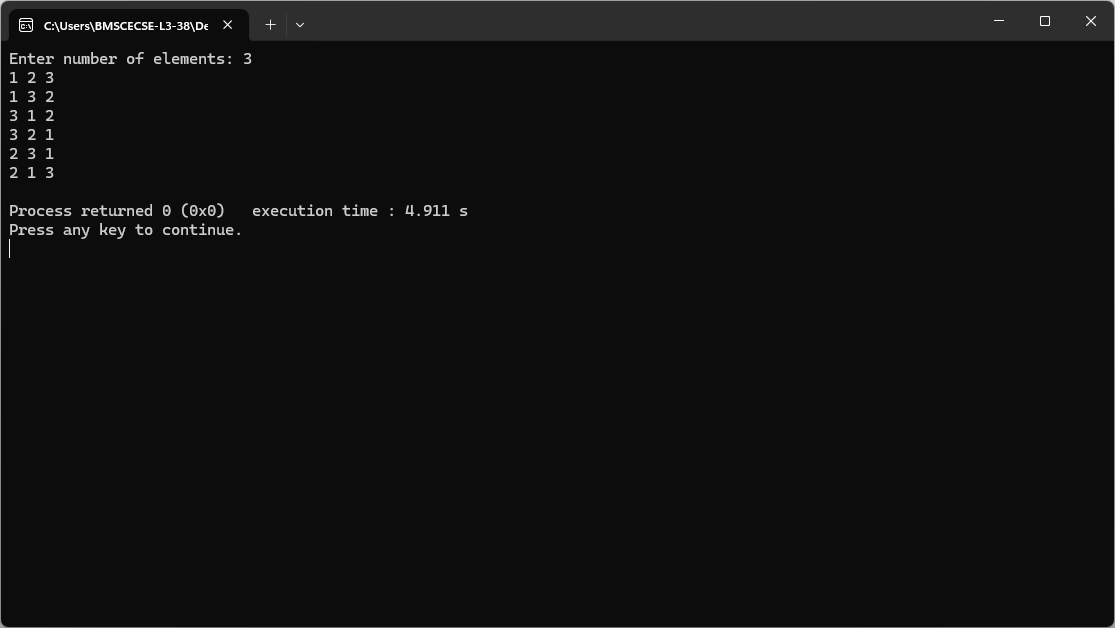 C:\Users\BMSCECSE-L3-38\De
Enter number of elements: 3
1 2 3
1 3 2
3 1 2
3 2 1
2 3 1
2 1 3
Process returned 0 (0x0)   execution time : 4.911 s
Press any key to continue.